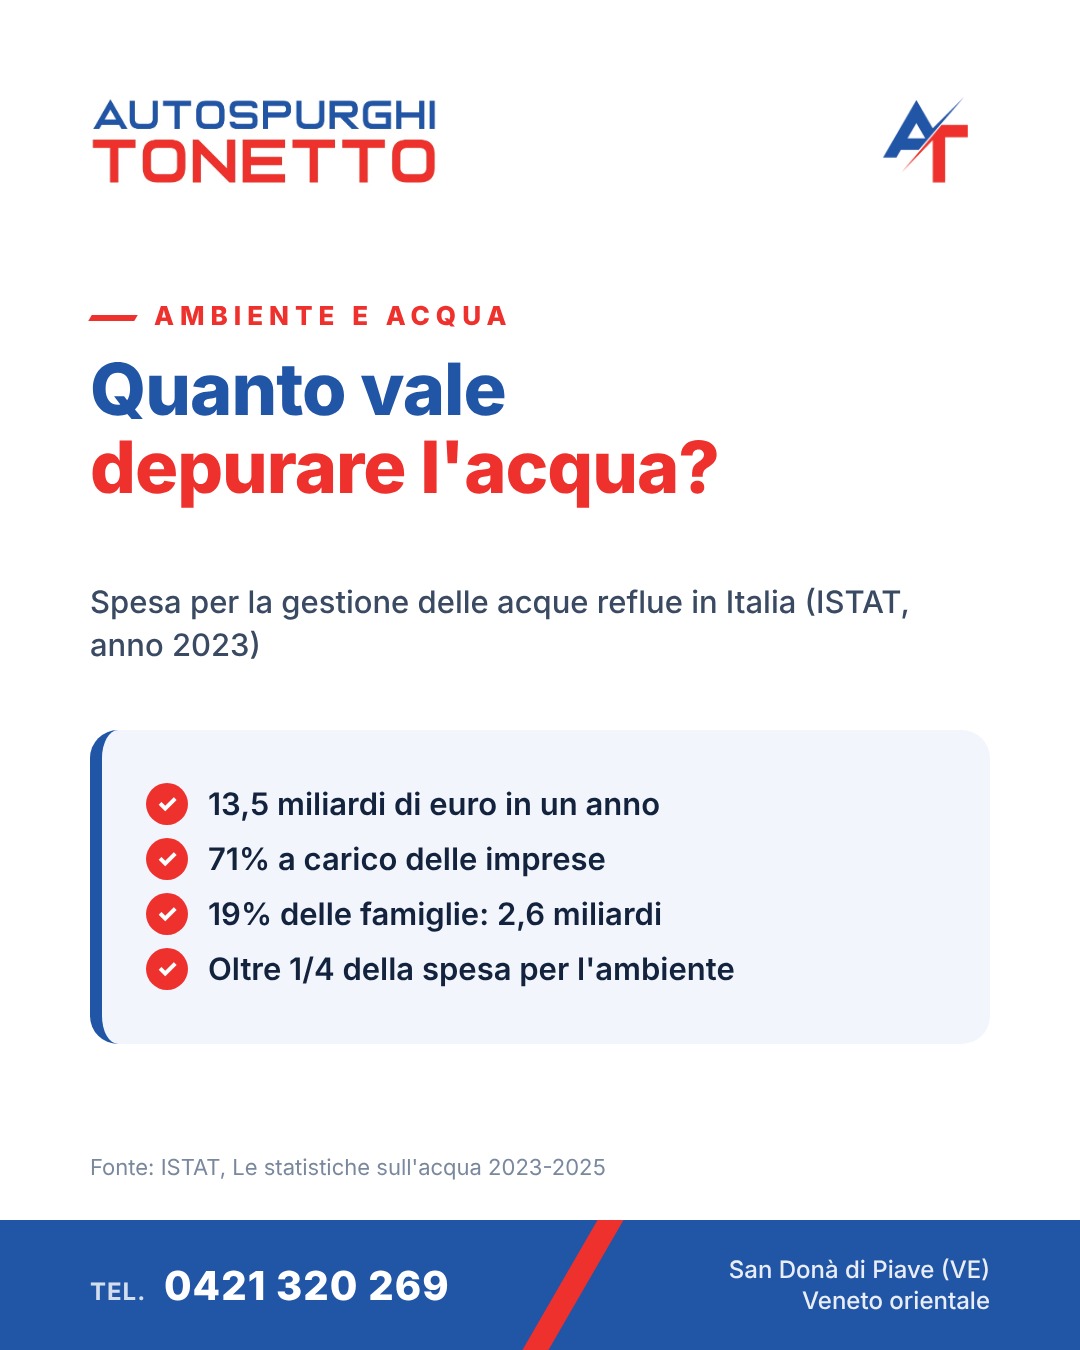 AUTOSPURGHI
TONETTO
AT
AMBIENTE E ACQUA
Quanto vale
depurare l'acqua?
Spesa per la gestione delle acque reflue in Italia (ISTAT,
anno 2023)
13,5 miliardi di euro in un anno
71% a carico delle imprese
19% delle famiglie: 2,6 miliardi
Oltre 1/4 della spesa per l'ambiente
Fonte: ISTAT, Le statistiche sull'acqua 2023-2025
TEL. 0421 320 269
San Donà di Piave (VE)
Veneto orientale